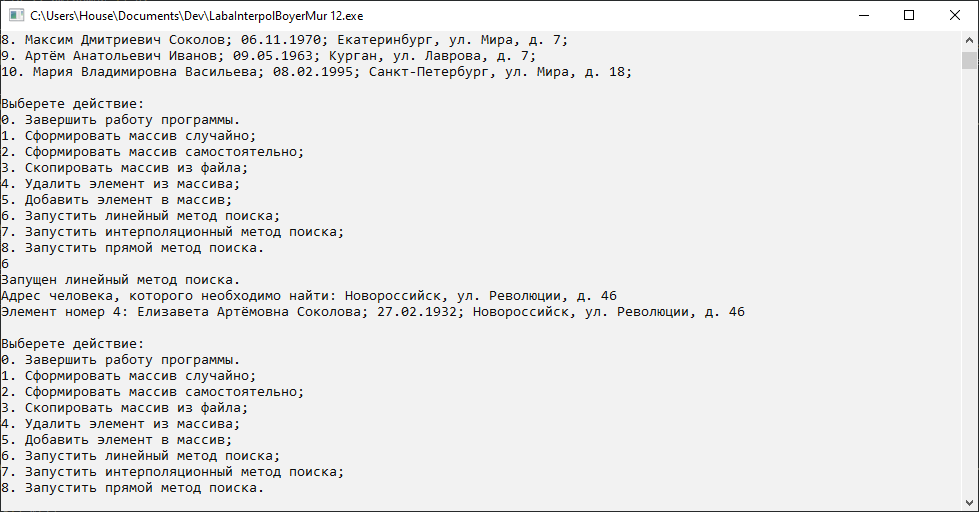 C:\Users\House\Documents\Dev\LabaInterpolBoyerMur 12.exe
8. Максим Дмитриевич Соколов; 06.11.1970; Екатеринбург, ул. Мира, д. 7;
9. Артём Анатольевич Иванов; 09.05.1963; Курган, ул. Лаврова, д. 7;
10. Мария Владимировна Васильева; 08.02.1995; Санкт-Петербург, ул. Мира, д. 18;
Выберете действие:
0. Завершить работу программы.
1. Сформировать массив случайно;
2. Сформировать массив самостоятельно;
3. Скопировать массив из файла;
4. Удалить элемент из массива;
5. Добавить элемент в массив;
6. Запустить линейный метод поиска;
7. Запустить интерполяционный метод поиска;
8. Запустить прямой метод поиска.
6
Запущен линейный метод поиска.
Адрес человека, которого необходимо найти: Новороссийск, ул. Революции, д. 46
Элемент номер 4: Елизавета Артёмовна Соколова; 27.02.1932; Новороссийск, ул. Революции, д. 46
Выберете действие:
0. Завершить работу программы.
1. Сформировать массив случайно;
2. Сформировать массив самостоятельно;
3. Скопировать массив из файла;
4. Удалить элемент из массива;
5. Добавить элемент в массив;
6. Запустить линейный метод поиска;
7. Запустить интерполяционный метод поиска;
8. Запустить прямой метод поиска.